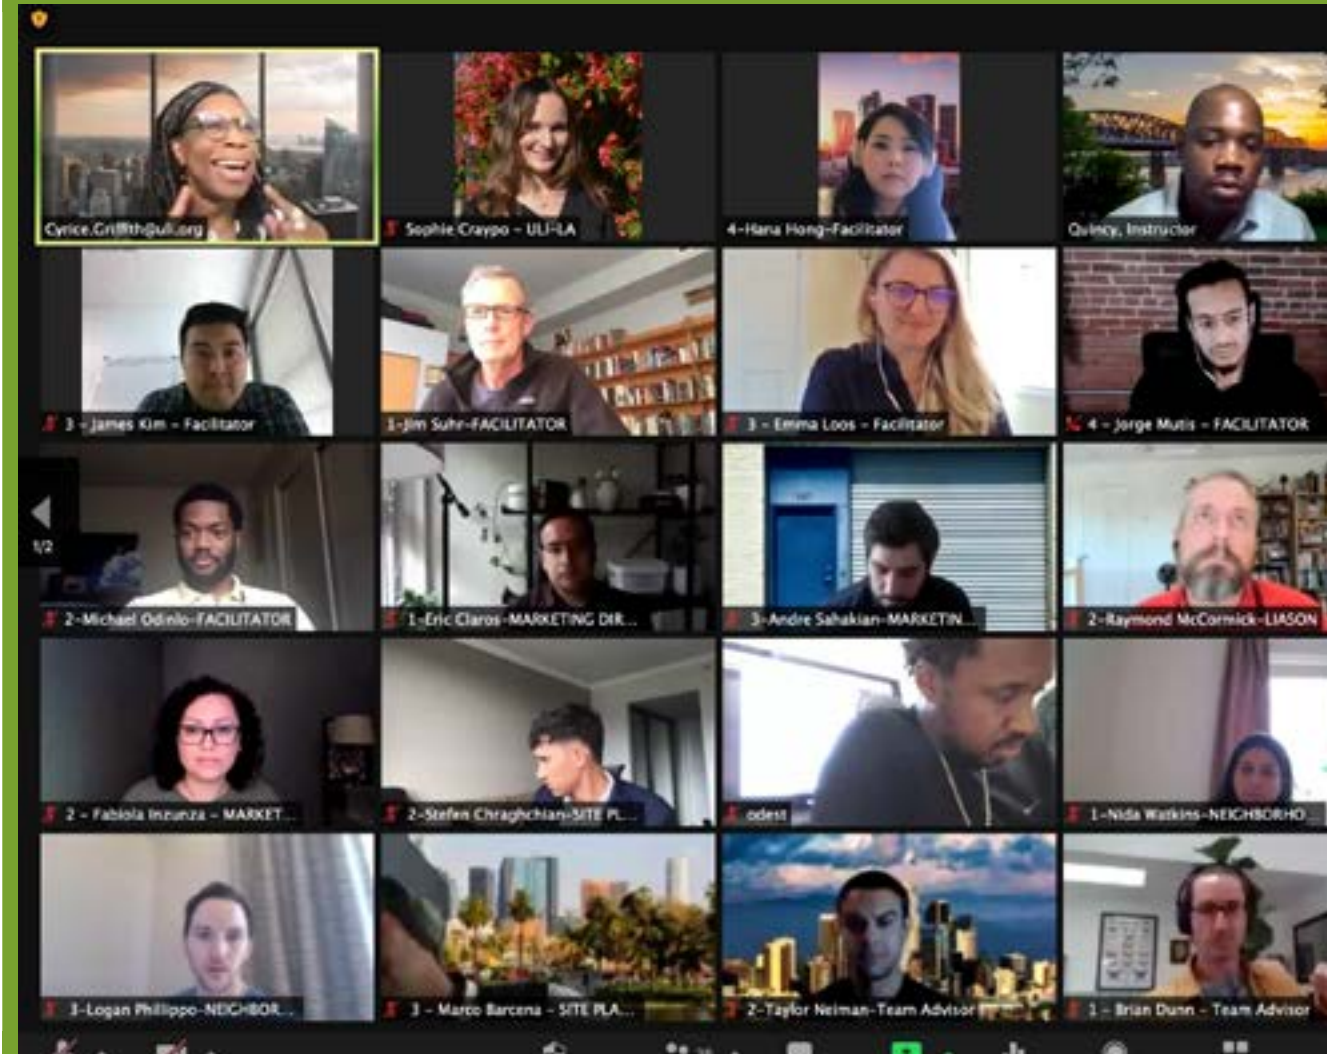 Cyrice.Griffith@uli.org
Sophie Craypo - ULI-LA
4-Hana Hong-Facilitator
Quincy, Instructor
3 - James Kim - Facilitator
1-Jim Suhr-FACILITATOR
3 - Emma Loos - Facilitator
4 - Jorge Mutis - FACILITATOR
1/2
2-Michael Odinlo-FACILITATOR
1-Eric Claros-MARKETING DIR...
3-Andre Sahakian-MARKETIN...
2-Raymond McCormick-LIASON
2 - Fabiola Inzunza - MARKET...
2-Stefen Chraghchian-SITE PL...
odest
1-Nida Watkins-NEIGHBORHO...
3-Logan Phillippo-NEIGHBOR...
3 - Marco Barcena - SITE PLA...
2-Taylor Neiman-Team Advisor
1 - Brian Dunn - Team Advisor